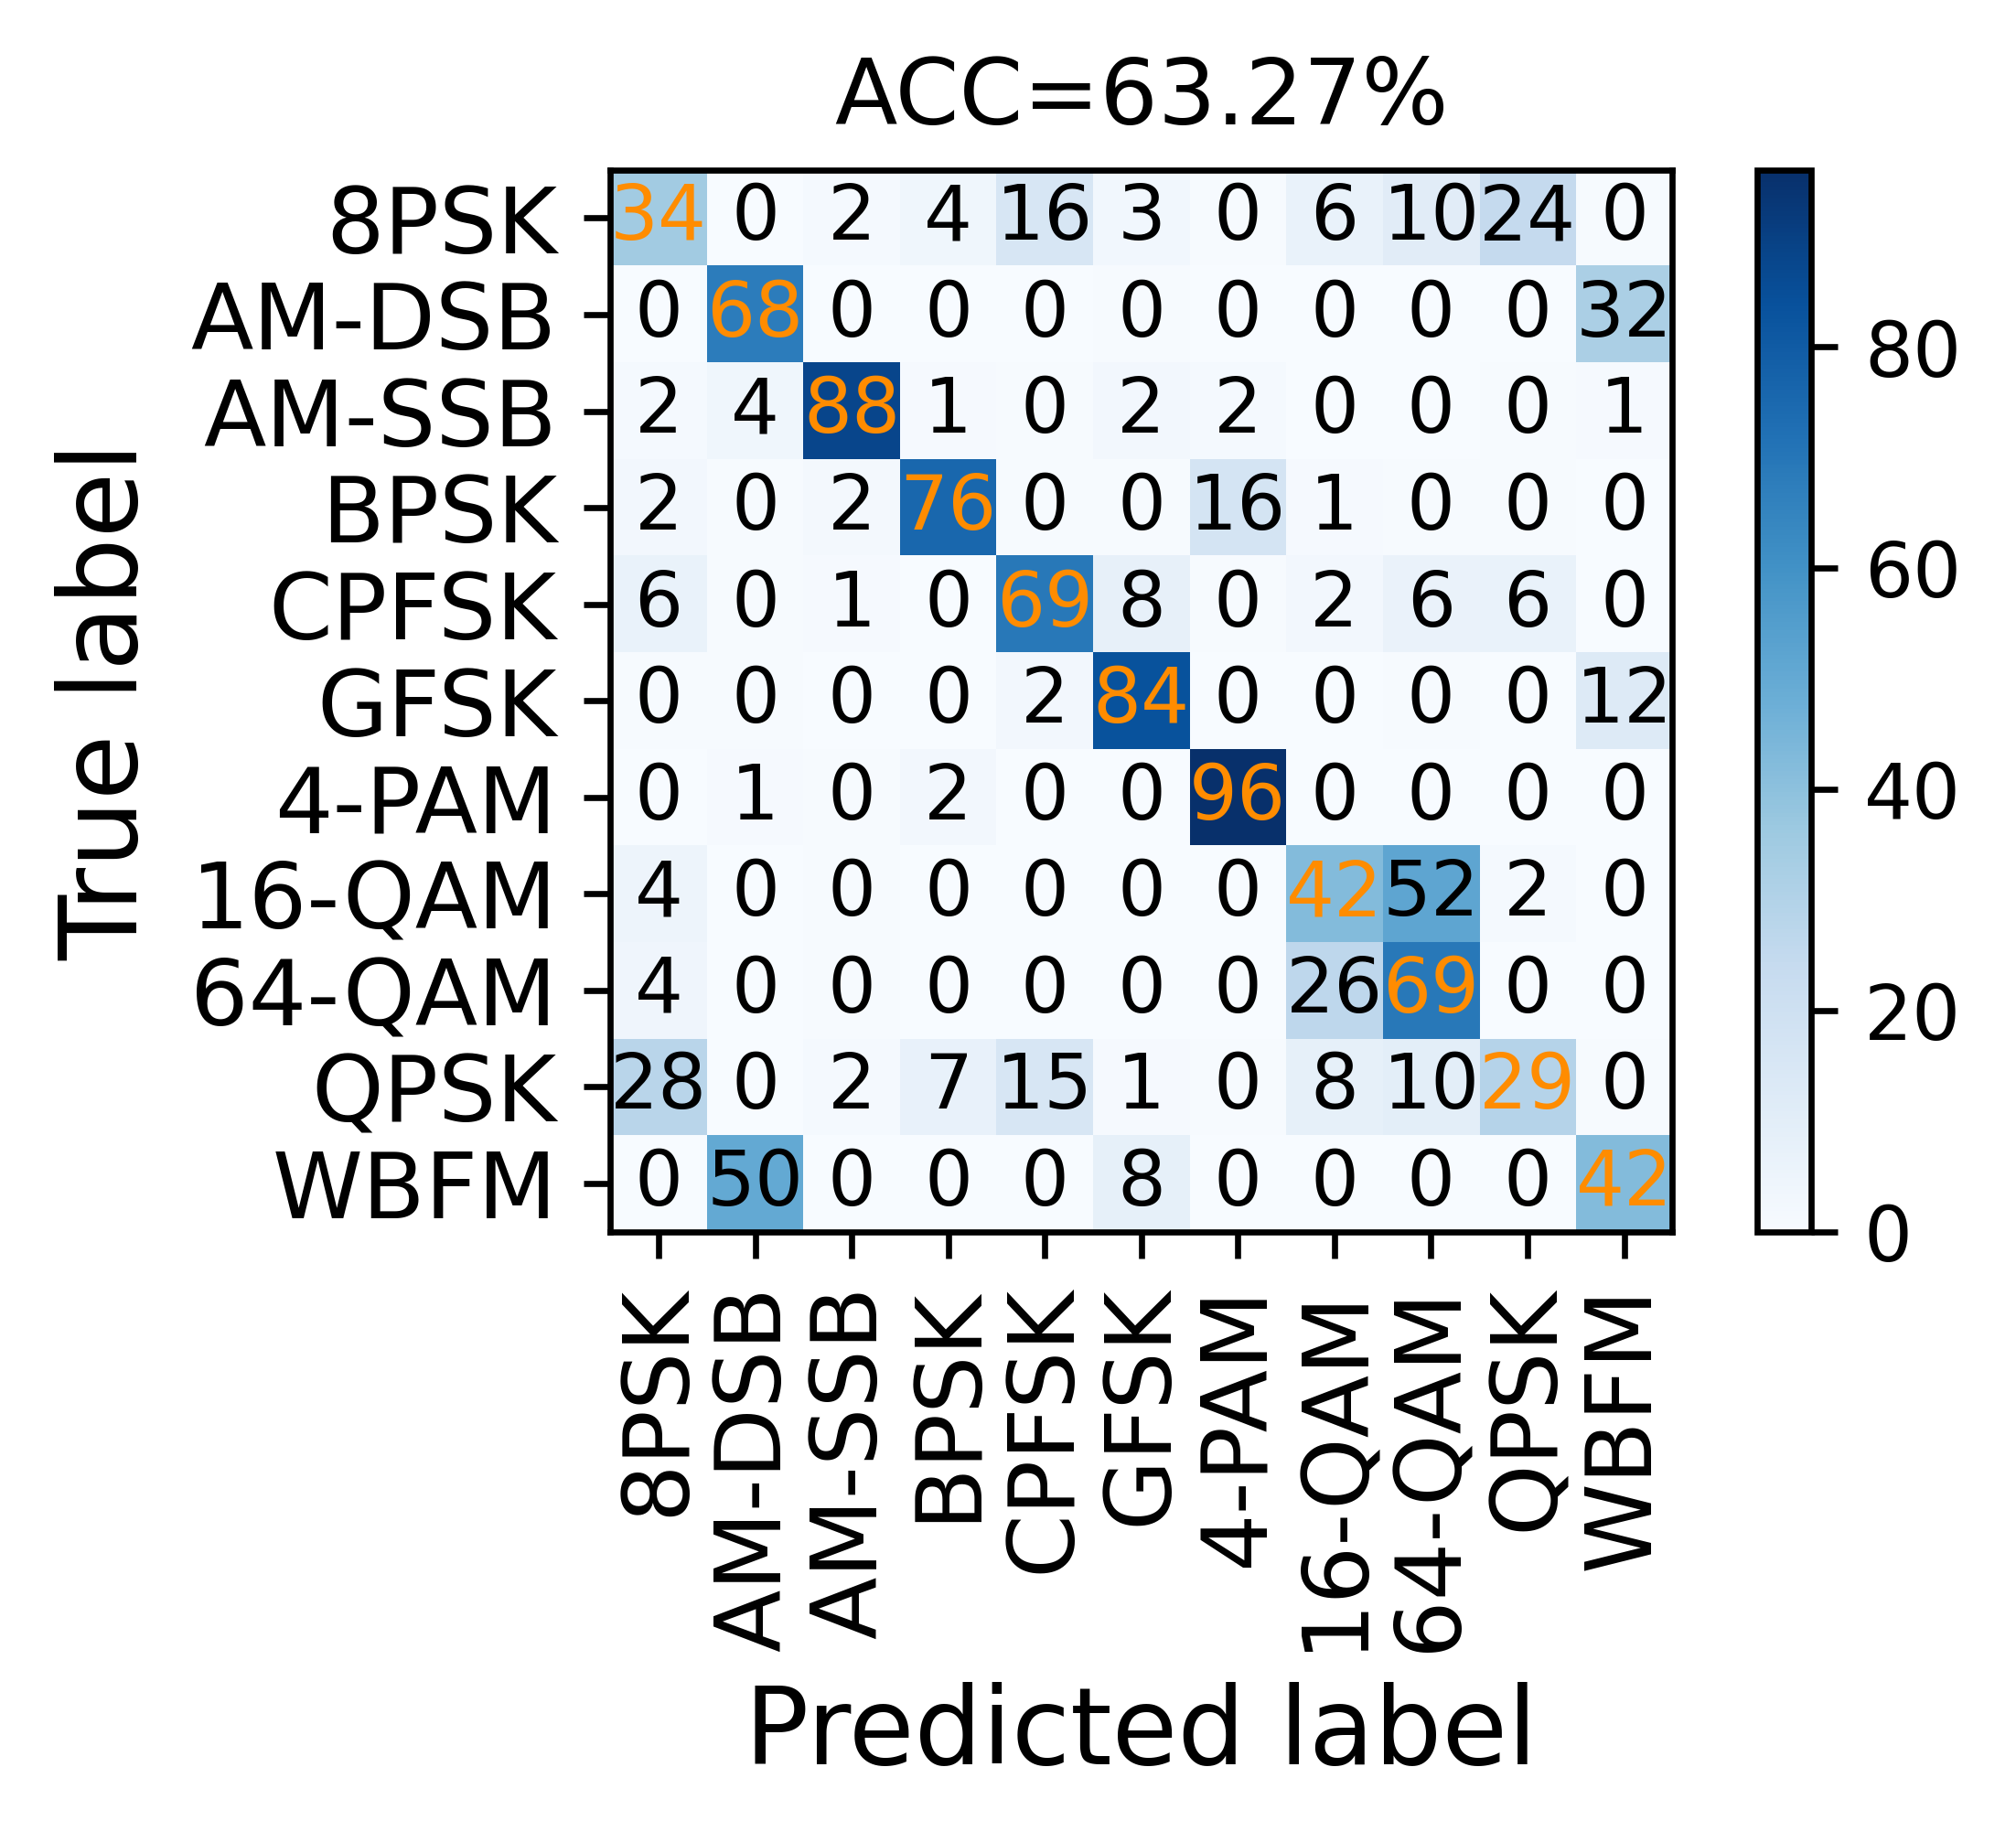 ACC=63.27%
True label
8PSK 34 0 2 4 16 3 0 6 10 24 0
AM-DSB 0 68 0 0 0 0 0 0 0 0 32
AM-SSB 2 4 88 1 0 2 2 0 0 0 1
BPSK 2 0 2 76 0 0 16 1 0 0 0
CPFSK 6 0 1 0 69 8 0 2 6 6 0
GFSK 0 0 0 0 2 84 0 0 0 0 12
4-PAM 0 1 0 2 0 0 96 0 0 0 0
16-QAM 4 0 0 0 0 0 0 42 52 2 0
64-QAM 4 0 0 0 0 0 0 26 69 0 0
QPSK 28 0 2 7 15 1 0 8 10 29 0
WBFM 0 50 0 0 0 8 0 0 0 0 42
8PSK AM-DSB AM-SSB BPSK CPFSK GFSK 4-PAM 16-QAM 64-QAM QPSK WBFM
Predicted label
80
60
40
20
0